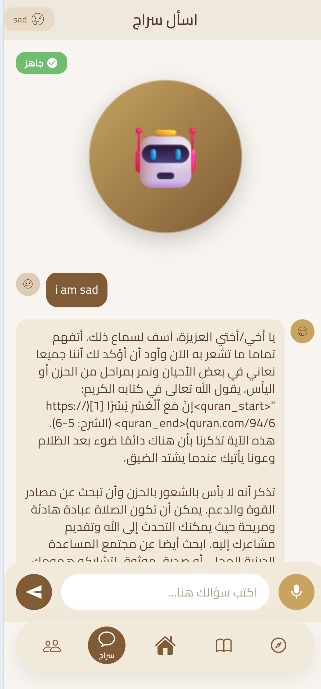 اسأل سراج
sad
جاهز
i am sad
يا أخي/أختي العزيزة، آسف لسماع ذلك. أتفهم
تماما ما تشعر به الآن وأود أن أؤكد لك أننا جميعا
نعاني في بعض الأحيان ونمر بمراحل من الحزن أو
اليأس. يقول الله تعالى في كتابه الكريم:
"<quran_start>إِنَّ مَعَ ٱلْعُسْرِ يُسْرًا [1](https://
quran.com/94/6)<quran_end> (الشرح: 5-6).
هذه الآية تذكرنا بأن هناك دائمًا ضوء بعد الظلام
وعونا يأتيك عندما يشتد الضيق.
تذكر أنه لا بأس بالشعور بالحزن وأن تبحث عن مصادر
القوة والدعم. يمكن أن تكون الصلاة عبادة هادئة
ومريحة حيث يمكنك التحدث إلى الله وتقديم
مشاعرك إليه. ابحث أيضا عن مجتمع المساعدة
اكتب سؤالك هنا...
سراج